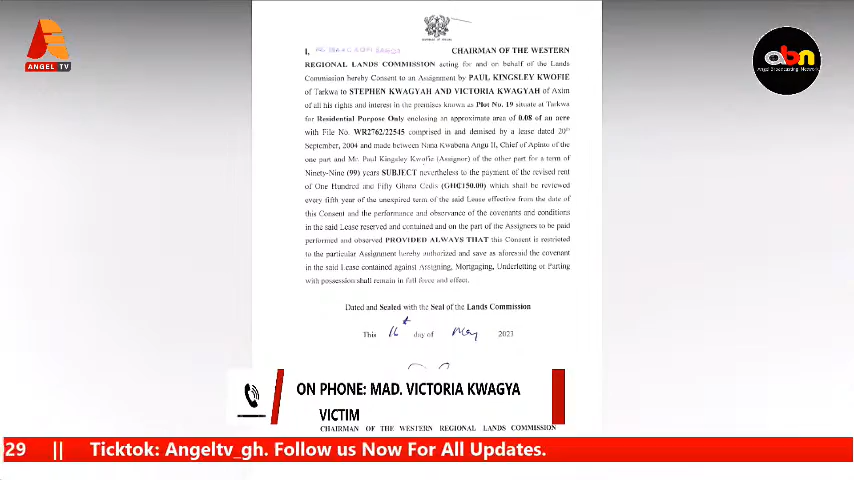 ANGEL TV
abn
Angel Broadcasting Network
I, CHAIRMAN OF THE WESTERN
REGIONAL LANDS COMMISSION acting for and on behalf of the Lands
Commission hereby Consent to an Assignment by PAUL KINGSLEY KWOFIE
of Tarkwa to STEPHEN KWAGYAH AND VICTORIA KWAGYAH of Axim
of all his rights and interest in the premises known as Plot No. 19 situate at Tarkwa
for Residential Purpose Only enclosing an approximate area of 0.08 of an acre
with File No. WR2762/22545 comprised in and demised by a lease dated 20th
September, 2004 and made between Nana Kwabena Angu II, Chief of Apinto of the
one part and Mr. Paul Kingsley Kwofie (Assignor) of the other part for a term of
Ninety-Nine (99) years SUBJECT nevertheless to the payment of the revised rent
of One Hundred and Fifty Ghana Cedis (GH₵150.00) which shall be reviewed
every fifth year of the unexpired term of the said Lease effective from the date of
this Consent and the performance and observance of the covenants and conditions
in the said Lease reserved and contained and on the part of the Assignees to be paid
performed and observed PROVIDED ALWAYS THAT this Consent is restricted
to the particular Assignment hereby authorized and save as aforesaid the covenant
in the said Lease contained against Assigning, Mortgaging, Underletting or Parting
with possession shall remain in full force and effect.
Dated and Sealed with the Seal of the Lands Commission
This 16th day of May 2021
ON PHONE: MAD. VICTORIA KWAGYA
VICTIM
CHAIRMAN OF THE WESTERN REGIONAL LANDS COMMISSION
29 || Ticktok: Angeltv_gh. Follow us Now For All Updates.